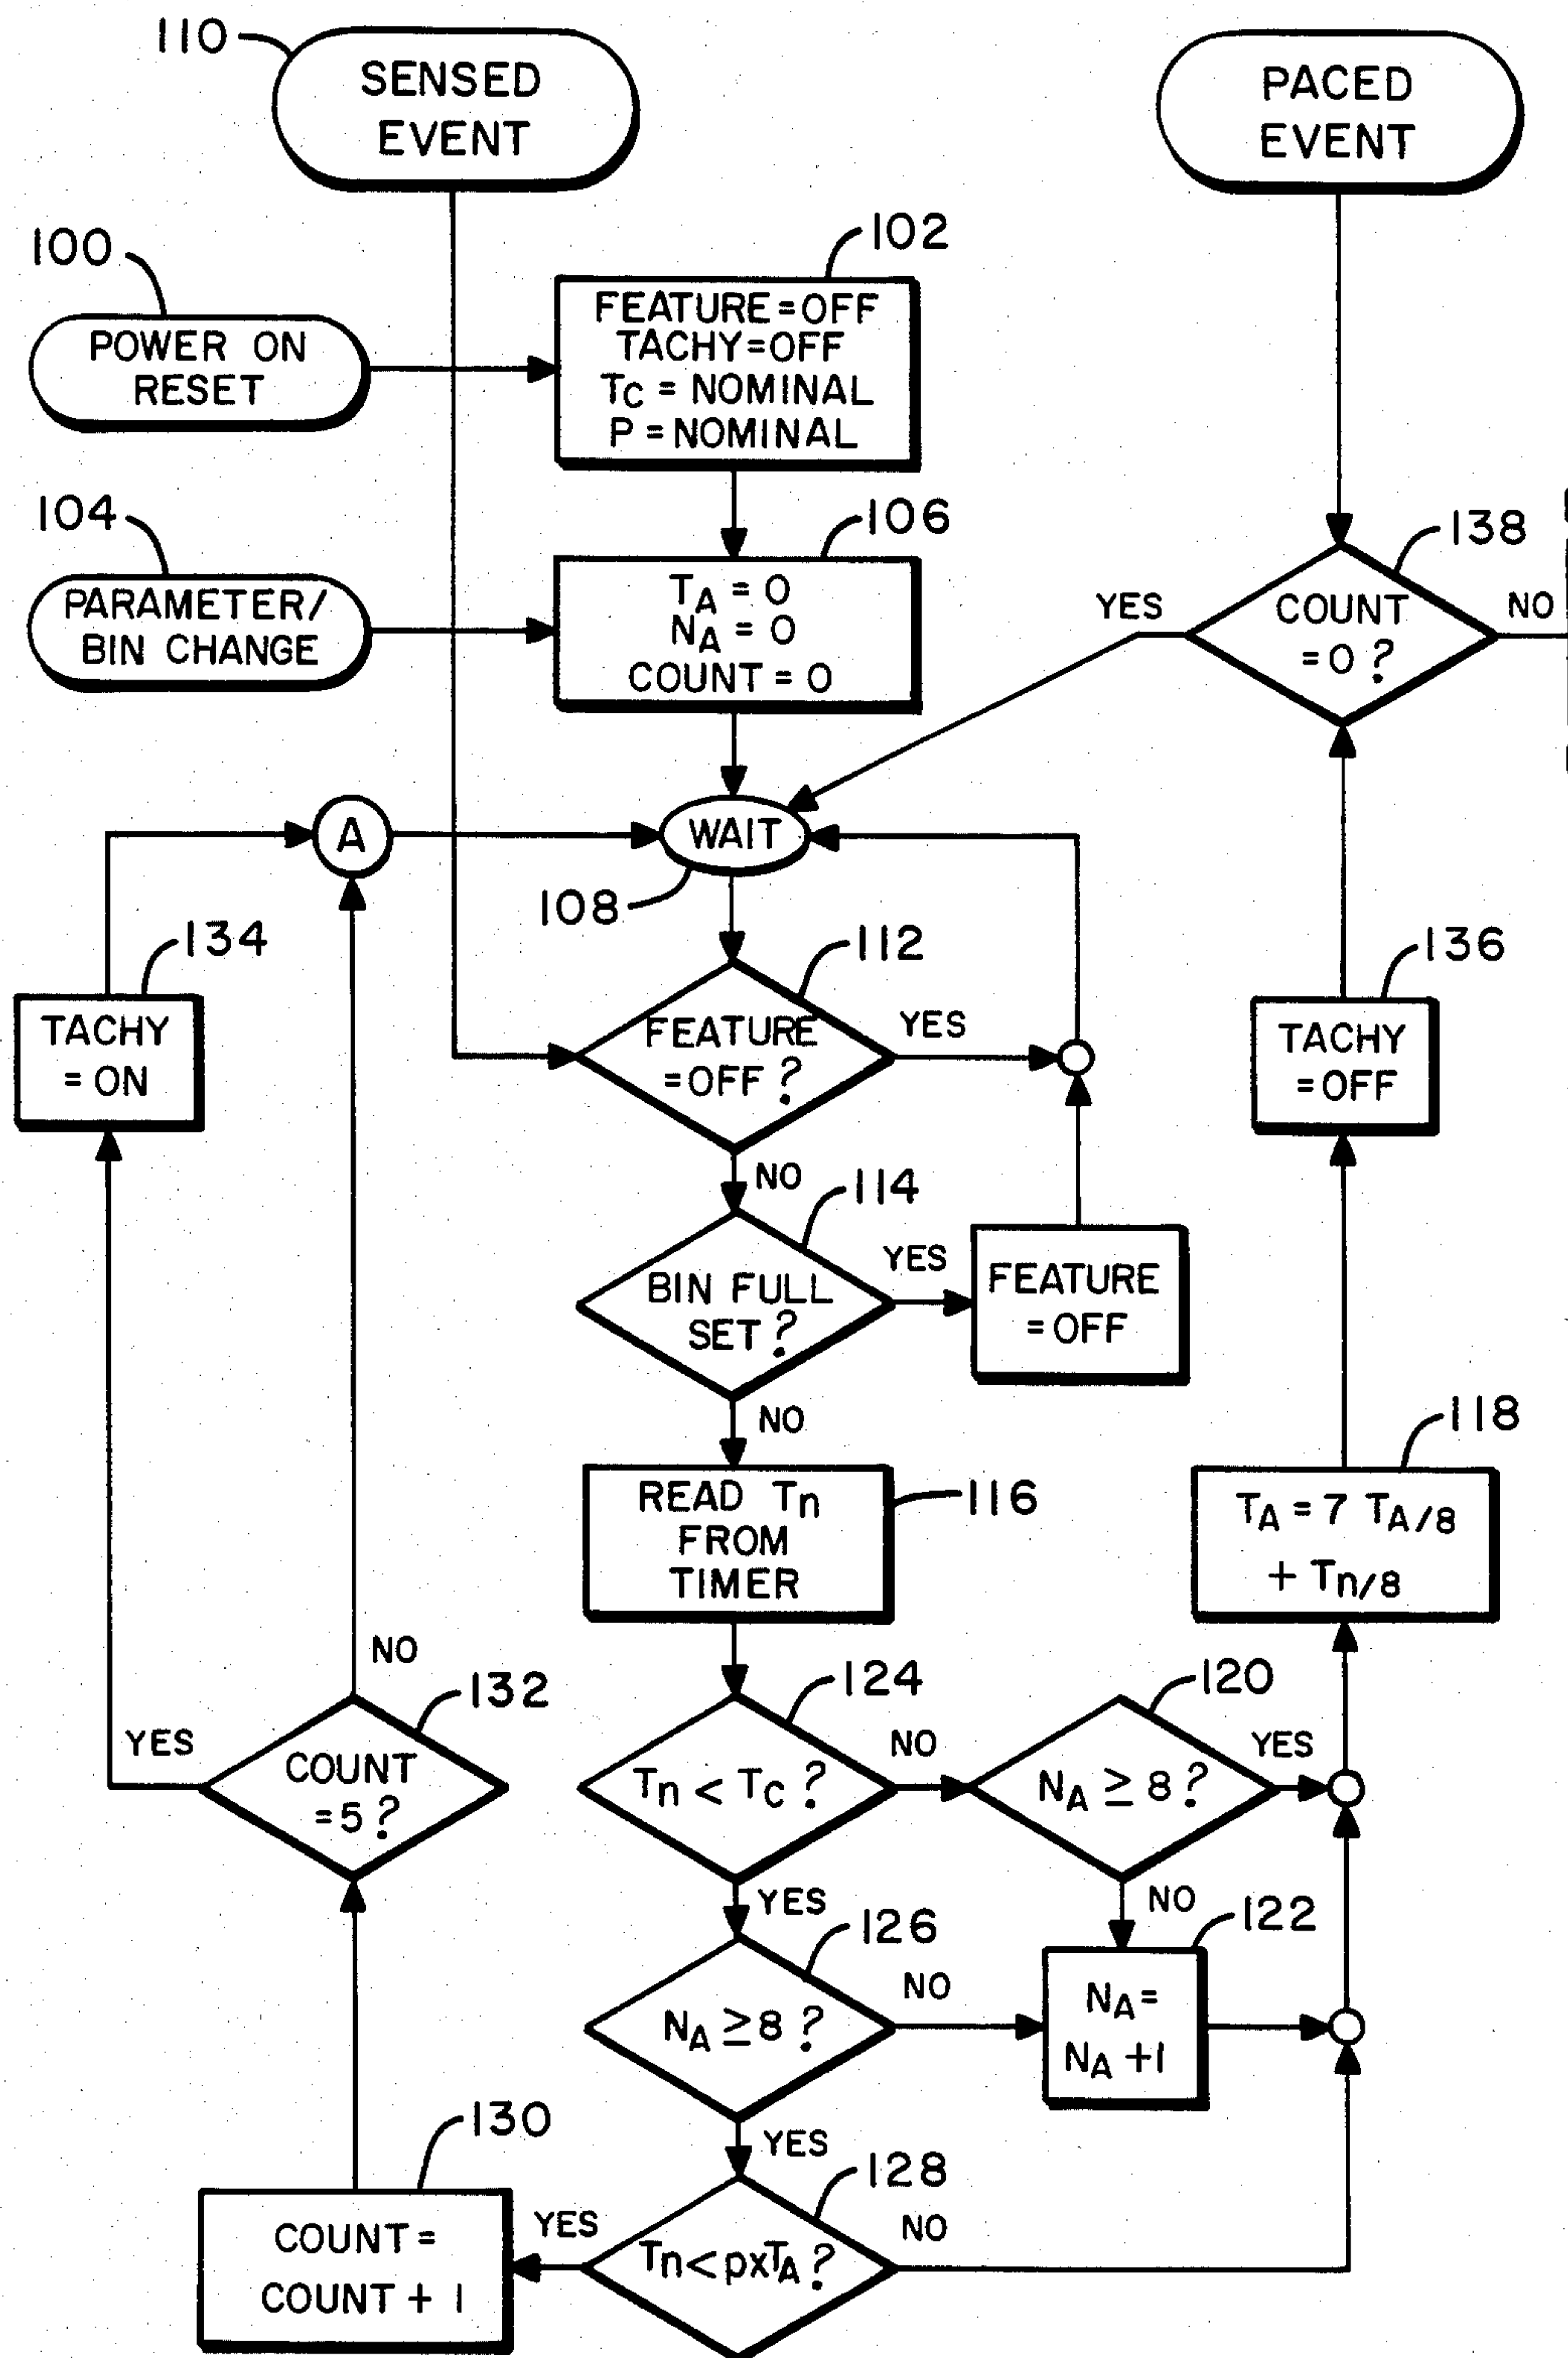 110
SENSED
EVENT
PACED
EVENT
100
POWER ON
RESET
102
FEATURE=OFF
TACHY=OFF
TC = NOMINAL
P = NOMINAL
104
PARAMETER/
BIN CHANGE
106
TA = 0
NA = 0
COUNT = 0
138
COUNT
=0 ?
YES
NO
A
WAIT
108
134
TACHY
=ON
112
FEATURE
=OFF ?
YES
NO
136
TACHY
=OFF
114
BIN FULL
SET ?
YES
NO
FEATURE
=OFF
116
READ Tn
FROM
TIMER
118
TA = 7 TA/8
+ Tn/8
NO
132
COUNT
=5 ?
YES
124
Tn < TC ?
NO
YES
120
NA ≥ 8 ?
YES
NO
126
NA ≥8 ?
NO
YES
122
NA =
NA +1
130
COUNT =
COUNT + 1
YES
128
Tn<pxTA ?
NO